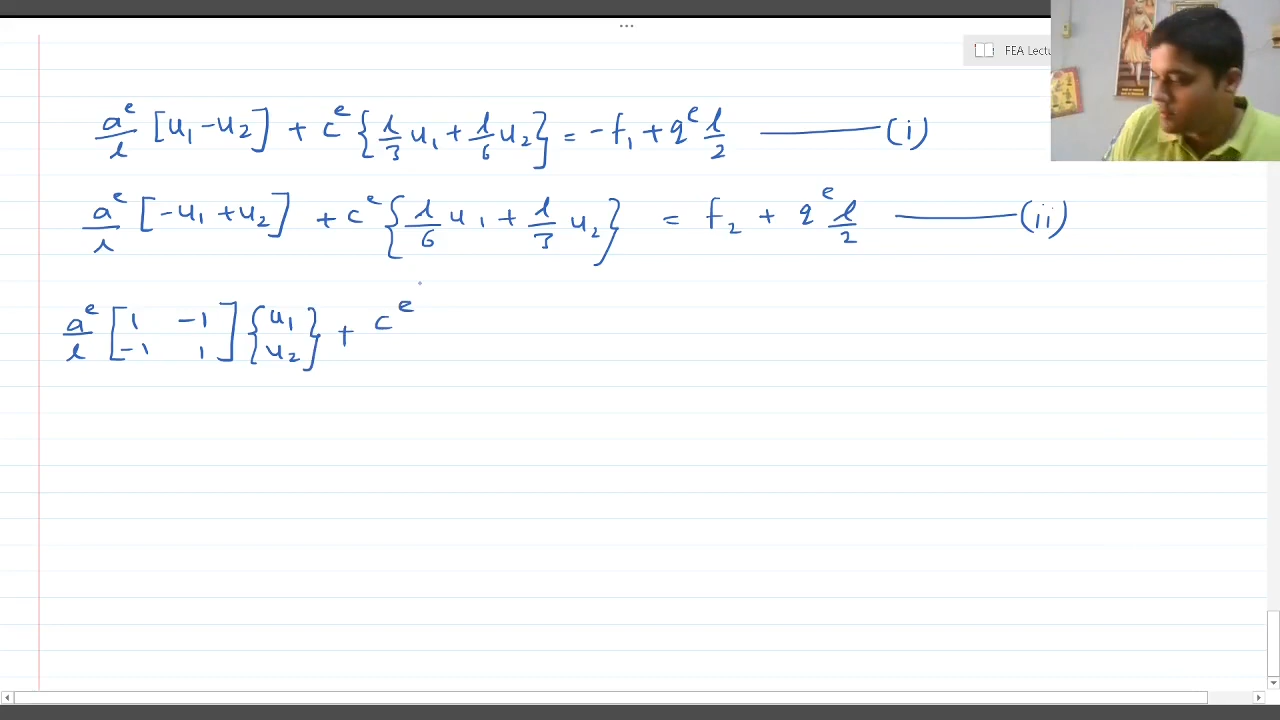 ...
FEA Lectu
a^e/l [u₁ - u₂] + c^e {l/3 u₁ + l/6 u₂} = -f₁ + q^e l/2 ——— (i)
a^e/l [-u₁ + u₂] + c^e {l/6 u₁ + l/3 u₂} = f₂ + q^e l/2 ——— (ii)
a^e/l [1 -1; -1 1] {u₁; u₂} + c^e